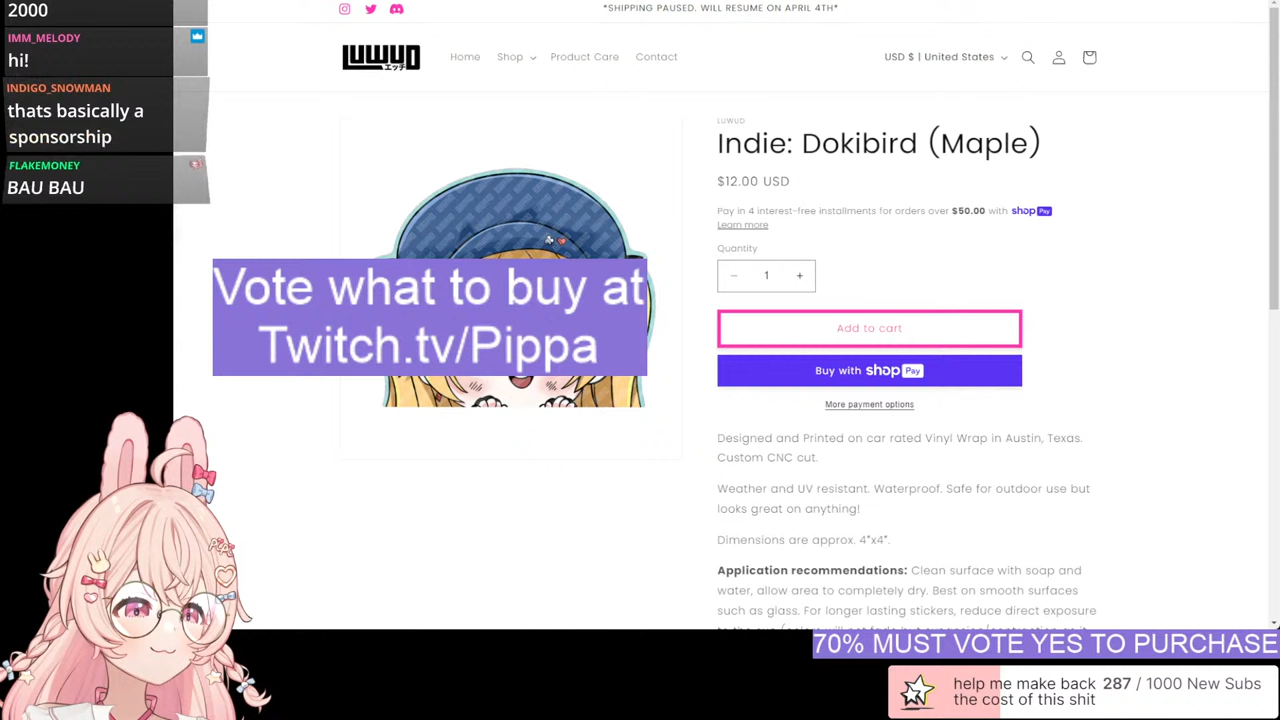 2000
IMM_MELODY
hi!
INDIGO_SNOWMAN
thats basically a
sponsorship
FLAKEMONEY
BAU BAU
*SHIPPING PAUSED. WILL RESUME ON APRIL 4TH*
LUWUD
エッチ
Home
Shop
Product Care
Contact
USD $ | United States
LUWUD
Indie: Dokibird (Maple)
$12.00 USD
Pay in 4 interest-free installments for orders over $50.00 with shop Pay
Learn more
Quantity
− 1 +
Add to cart
Buy with shop Pay
More payment options
Designed and Printed on car rated Vinyl Wrap in Austin, Texas.
Custom CNC cut.
Weather and UV resistant. Waterproof. Safe for outdoor use but
looks great on anything!
Dimensions are approx. 4"x4".
Application recommendations: Clean surface with soap and
water, allow area to completely dry. Best on smooth surfaces
such as glass. For longer lasting stickers, reduce direct exposure
Vote what to buy at
Twitch.tv/Pippa
70% MUST VOTE YES TO PURCHASE
help me make back 287 / 1000 New Subs
the cost of this shit